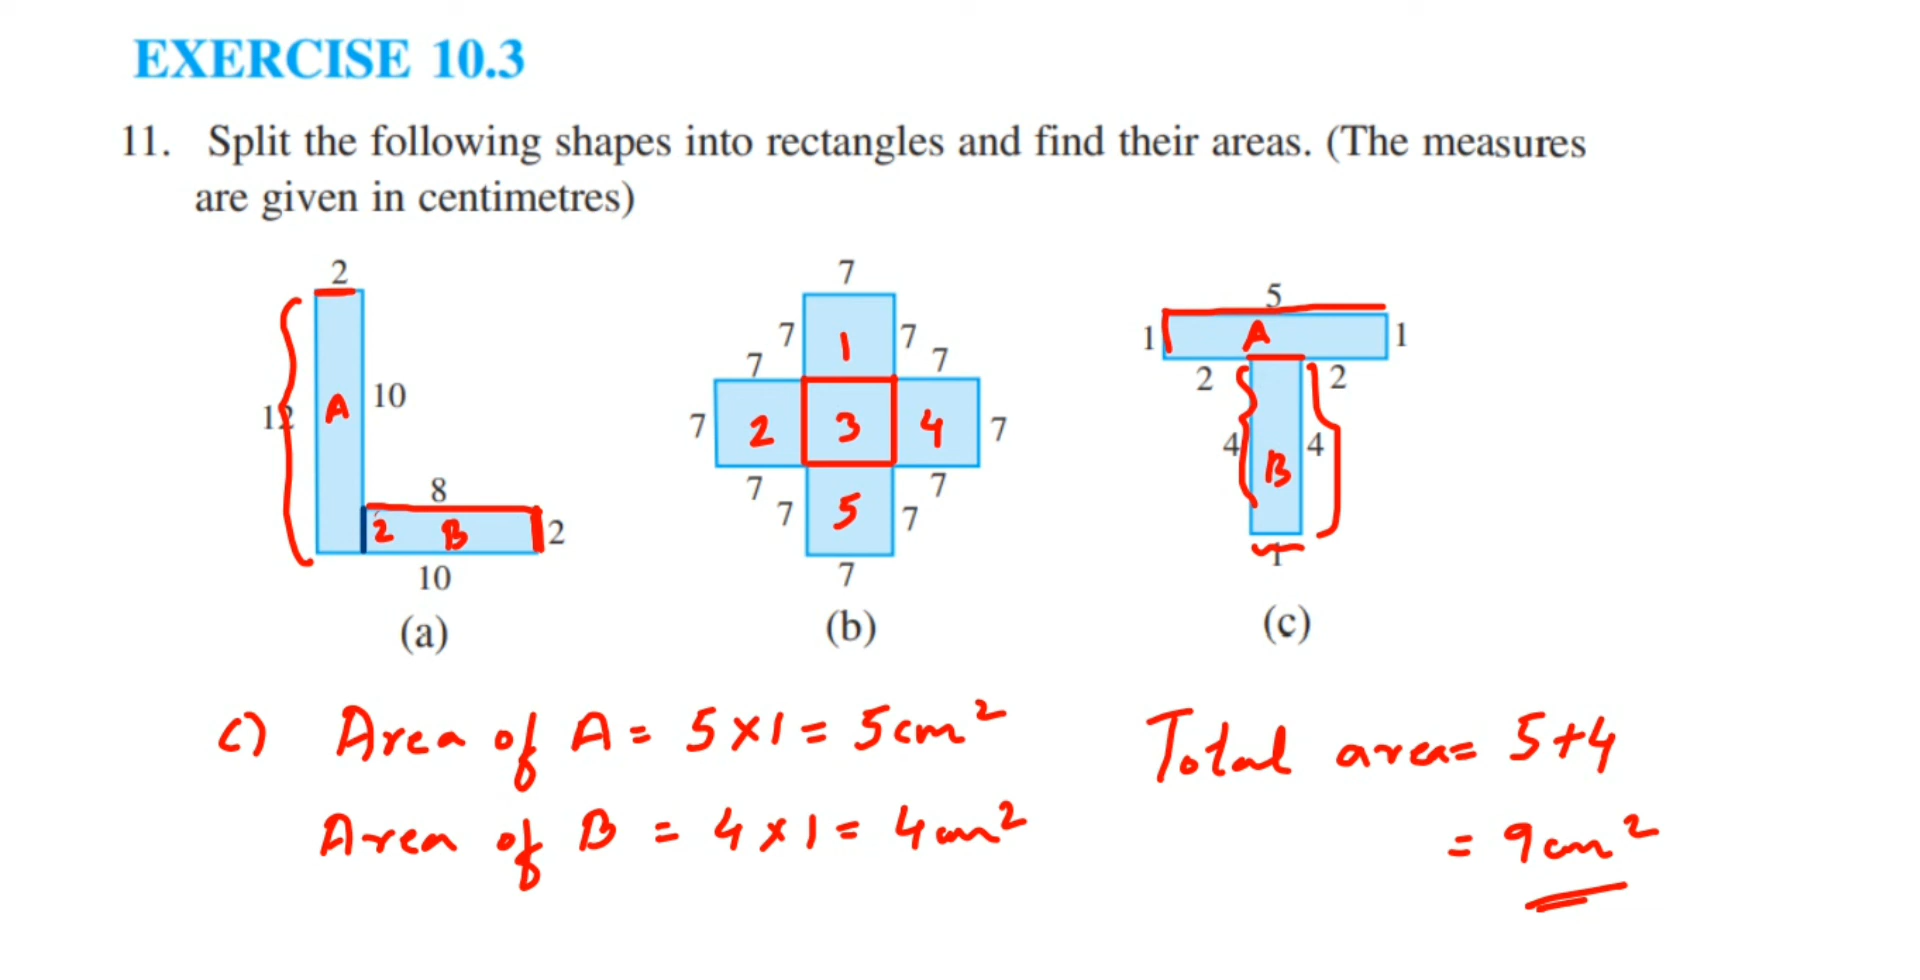 EXERCISE 10.3
11. Split the following shapes into rectangles and find their areas. (The measures
are given in centimetres)
2
12
A
10
8
2 B 2
10
(a)
7
7 1 7
7 7
7 2 3 4 7
7 7
7 5 7
7
(b)
5
1 A 1
2 2
4 B 4
1
(c)
c) Area of A = 5 × 1 = 5cm²
Area of B = 4 × 1 = 4cm²
Total area = 5+4
= 9cm²